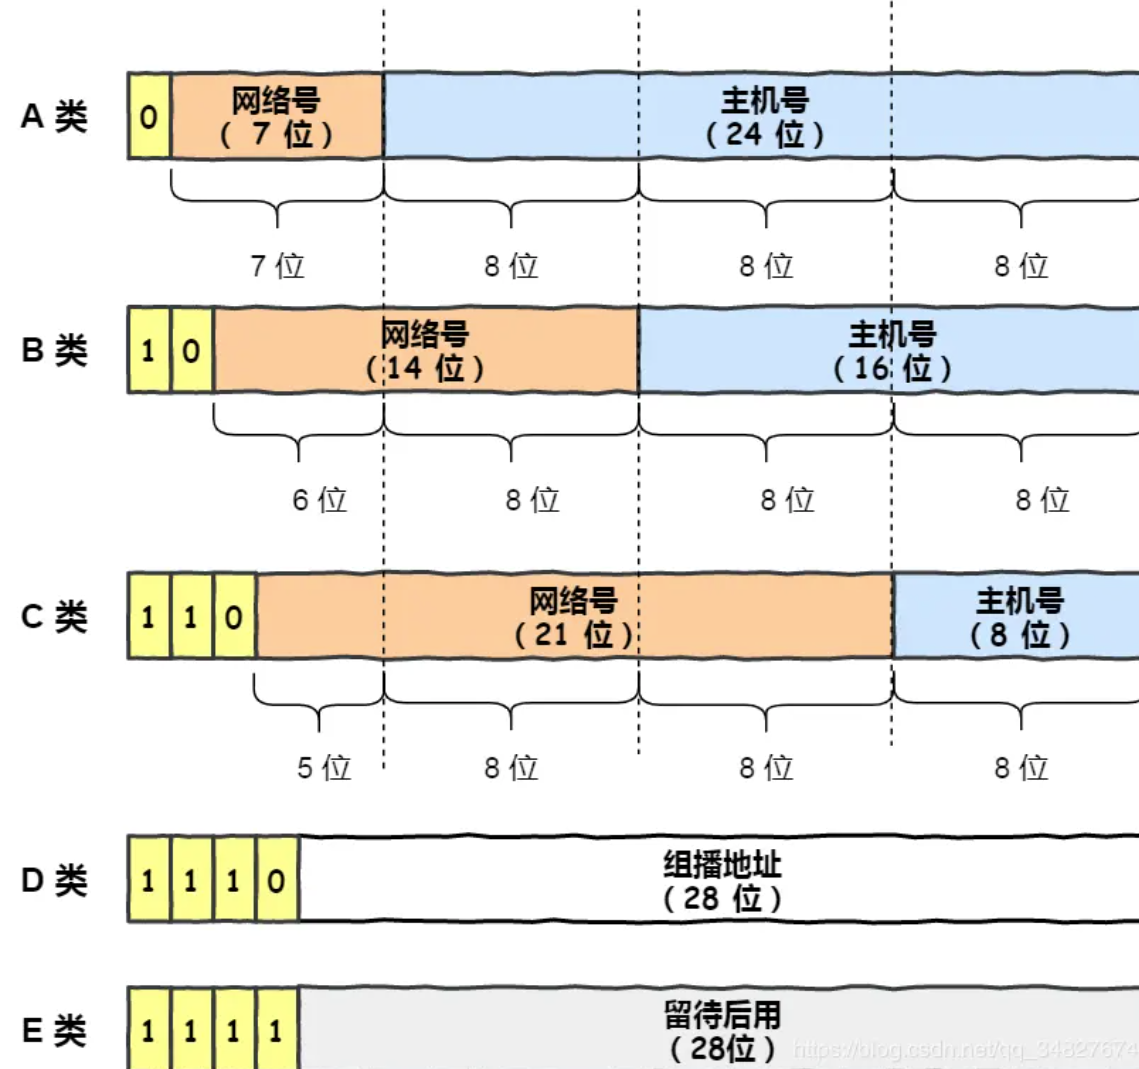 A 类
0
网络号
( 7 位 )
主机号
( 24 位 )
7 位
8 位
8 位
8 位
B 类
1 0
网络号
( 14 位 )
主机号
( 16 位 )
6 位
8 位
8 位
8 位
C 类
1 1 0
网络号
( 21 位 )
主机号
( 8 位 )
5 位
8 位
8 位
8 位
D 类
1 1 1 0
组播地址
( 28 位 )
E 类
1 1 1 1
留待后用
( 28位 )
https://blog.csdn.net/qq_34827674